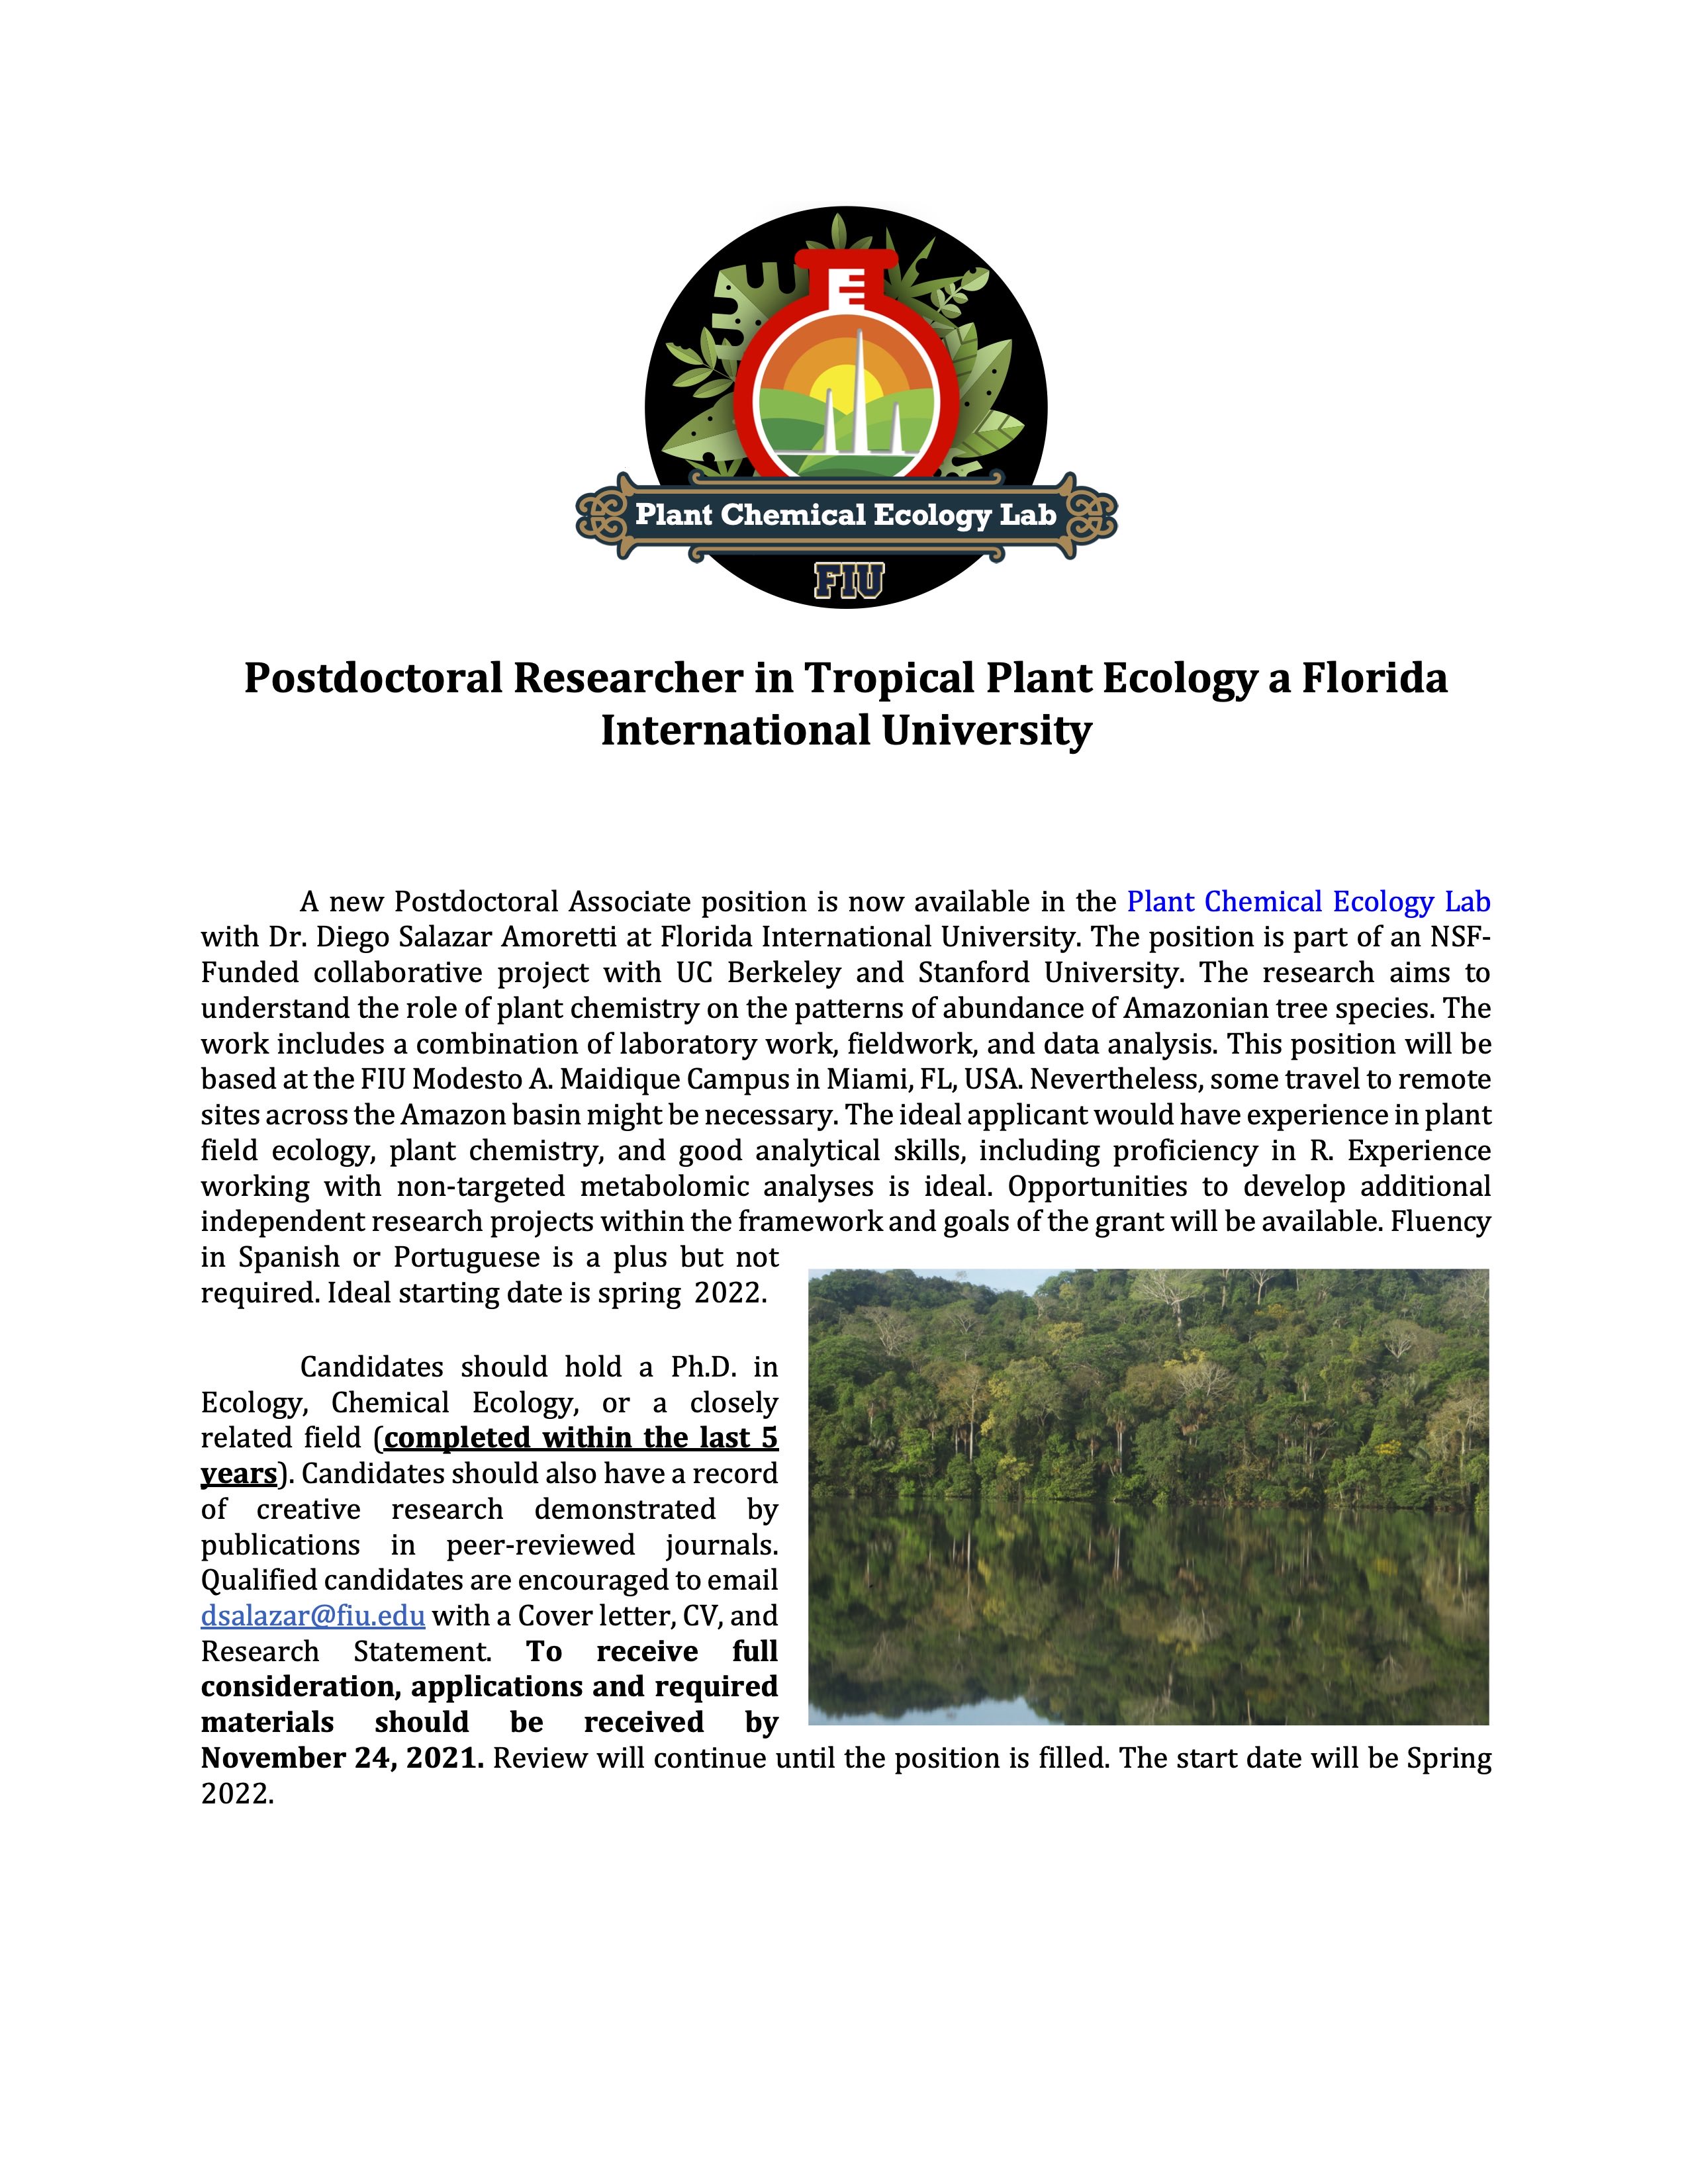 Plant Chemical Ecology Lab
FIU
Postdoctoral Researcher in Tropical Plant Ecology a Florida
International University
A new Postdoctoral Associate position is now available in the Plant Chemical Ecology Lab
with Dr. Diego Salazar Amoretti at Florida International University. The position is part of an NSF-
Funded collaborative project with UC Berkeley and Stanford University. The research aims to
understand the role of plant chemistry on the patterns of abundance of Amazonian tree species. The
work includes a combination of laboratory work, fieldwork, and data analysis. This position will be
based at the FIU Modesto A. Maidique Campus in Miami, FL, USA. Nevertheless, some travel to remote
sites across the Amazon basin might be necessary. The ideal applicant would have experience in plant
field ecology, plant chemistry, and good analytical skills, including proficiency in R. Experience
working with non-targeted metabolomic analyses is ideal. Opportunities to develop additional
independent research projects within the framework and goals of the grant will be available. Fluency
in Spanish or Portuguese is a plus but not
required. Ideal starting date is spring 2022.
Candidates should hold a Ph.D. in
Ecology, Chemical Ecology, or a closely
related field (completed within the last 5
years). Candidates should also have a record
of creative research demonstrated by
publications in peer-reviewed journals.
Qualified candidates are encouraged to email
dsalazar@fiu.edu with a Cover letter, CV, and
Research Statement. To receive full
consideration, applications and required
materials should be received by
November 24, 2021. Review will continue until the position is filled. The start date will be Spring
2022.